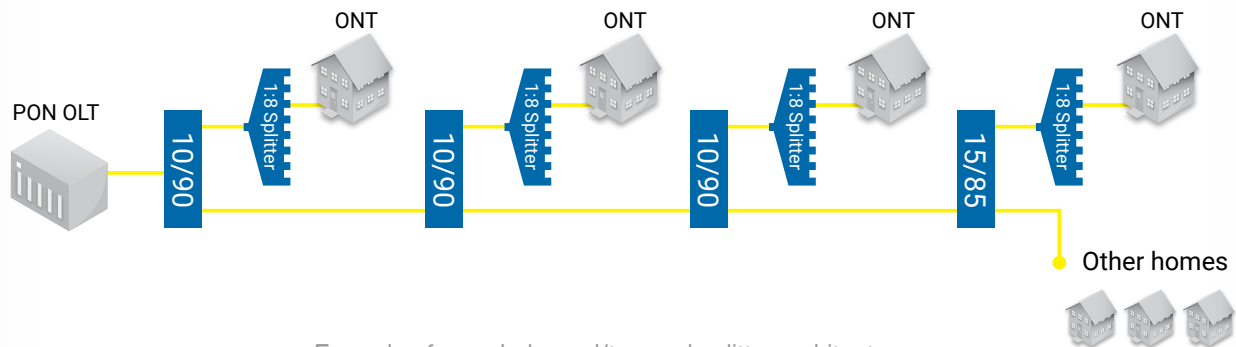 ONT
ONT
ONT
ONT
PON OLT
1:8 Splitter
1:8 Splitter
1:8 Splitter
1:8 Splitter
10/90
10/90
10/90
15/85
Other homes